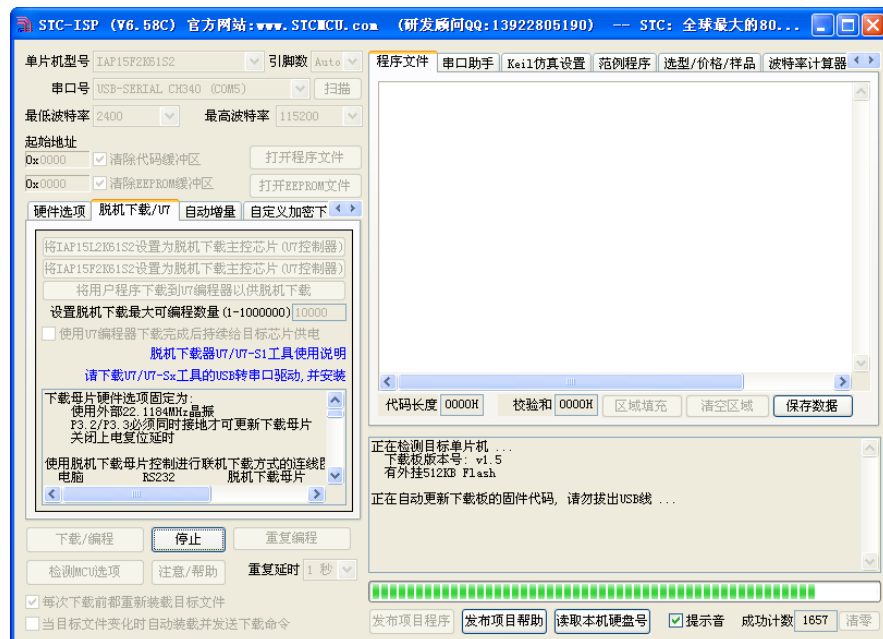 STC-ISP (V6.58C) 官方网站:www.STCMCU.com (研发顾问QQ:13922805190) -- STC: 全球最大的80...
单片机型号 IAP15F2K61S2 引脚数 Auto
串口号 USB-SERIAL CH340 (COM5) 扫描
最低波特率 2400 最高波特率 115200
起始地址
0x0000 清除代码缓冲区 打开程序文件
0x0000 清除EEPROM缓冲区 打开EEPROM文件
硬件选项 脱机下载/U7 自动增量 自定义加密下
将IAP15L2K61S2设置为脱机下载主控芯片(U7控制器)
将IAP15F2K61S2设置为脱机下载主控芯片(U7控制器)
将用户程序下载到U7编程器以供脱机下载
设置脱机下载最大可编程数量(1-1000000) 10000
使用U7编程器下载完成后持续给目标芯片供电
脱机下载器U7/U7-S1工具使用说明
请下载U7/U7-Sx工具的USB转串口驱动,并安装
下载母片硬件选项固定为:
使用外部22.1184MHz晶振
P3.2/P3.3必须同时接地才可更新下载母片
关闭上电复位延时
使用脱机下载母片控制进行联机下载方式的连线
电脑 RS232 脱机下载母片
下载/编程 停止 重复编程
检测MCU选项 注意/帮助 重复延时 1 秒
每次下载前都重新装载目标文件
当目标文件变化时自动装载并发送下载命令
程序文件 串口助手 Keil仿真设置 范例程序 选型/价格/样品 波特率计算器
代码长度 0000H 校验和 0000H 区域填充 清空区域 保存数据
正在检测目标单片机 ...
下载板版本号: v1.5
有外挂512KB Flash
正在自动更新下载板的固件代码, 请勿拔出USB线 ...
发布项目程序 发布项目帮助 读取本机硬盘号 提示音 成功计数 1657 清零